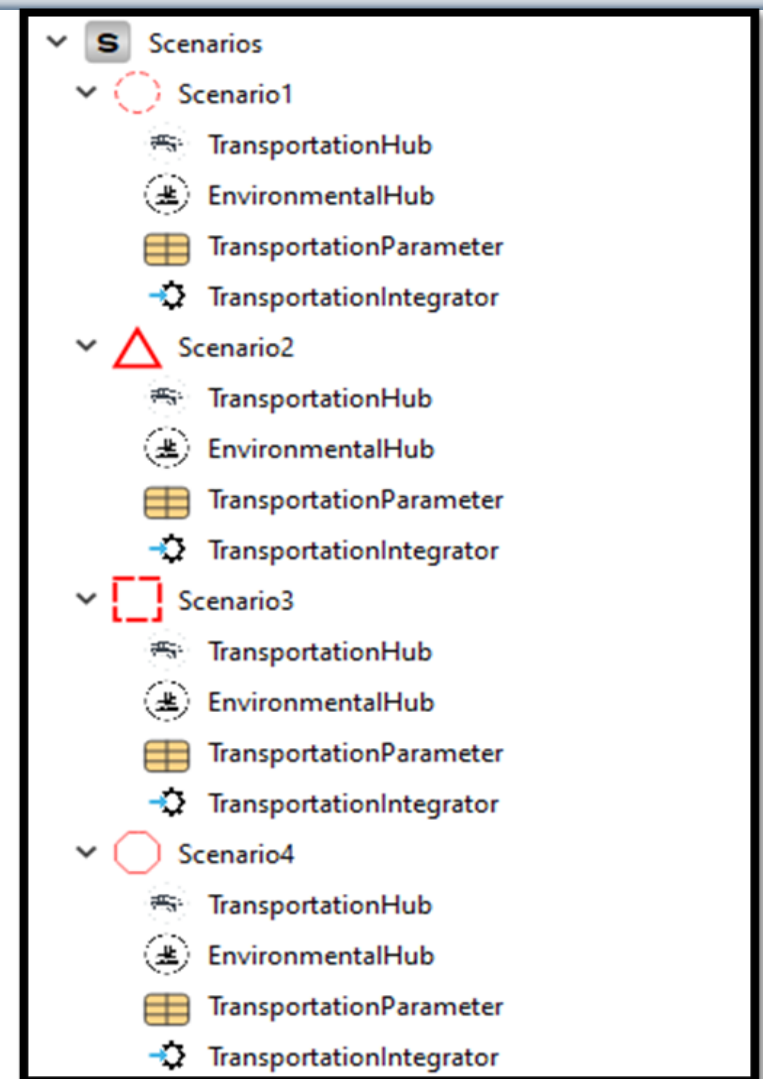 S Scenarios
Scenario1
TransportationHub
EnvironmentalHub
TransportationParameter
TransportationIntegrator
Scenario2
TransportationHub
EnvironmentalHub
TransportationParameter
TransportationIntegrator
Scenario3
TransportationHub
EnvironmentalHub
TransportationParameter
TransportationIntegrator
Scenario4
TransportationHub
EnvironmentalHub
TransportationParameter
TransportationIntegrator